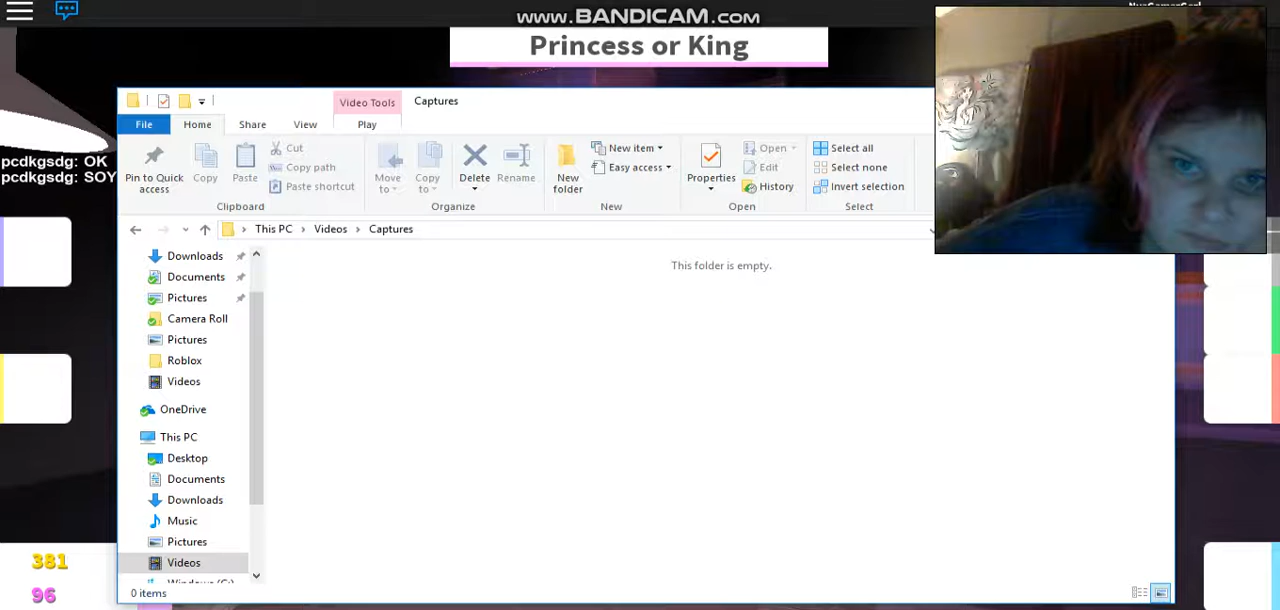 www.BANDICAM.com
Princess or King
Video Tools
Captures
File
Home
Share
View
Play
pcdkgsdg: OK
pcdkgsdg: SOY
Pin to Quick access
Copy
Paste
Cut
Copy path
Paste shortcut
Clipboard
Move to
Copy to
Delete
Rename
Organize
New folder
New item
Easy access
New
Properties
Open
Edit
History
Open
Select all
Select none
Invert selection
Select
This PC > Videos > Captures
This folder is empty.
Downloads
Documents
Pictures
Camera Roll
Pictures
Roblox
Videos
OneDrive
This PC
Desktop
Documents
Downloads
Music
Pictures
Videos
0 items
381
96